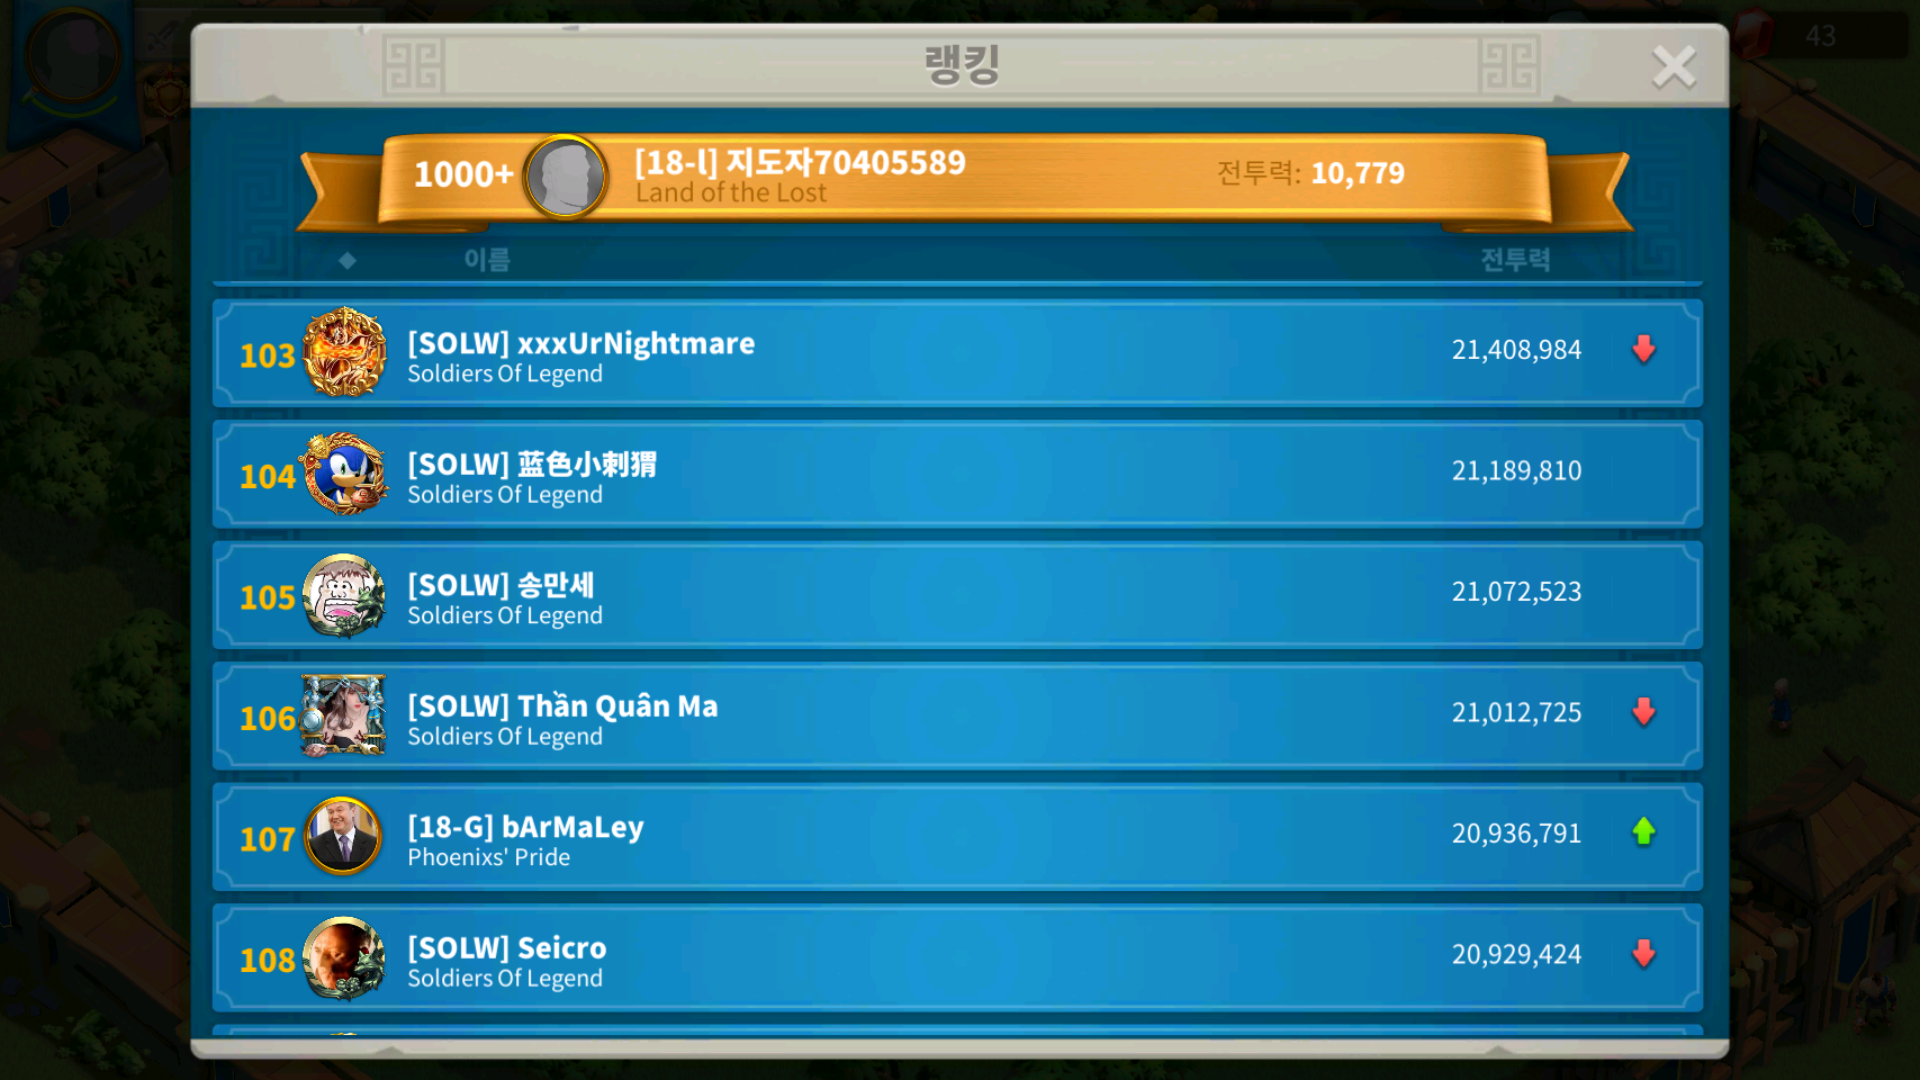 43
랭킹
1000+
[18-l] 지도자70405589
Land of the Lost
전투력: 10,779
이름
전투력
103
[SOLW] xxxUrNightmare
Soldiers Of Legend
21,408,984
104
[SOLW] 蓝色小刺猬
Soldiers Of Legend
21,189,810
105
[SOLW] 송만세
Soldiers Of Legend
21,072,523
106
[SOLW] Thần Quân Ma
Soldiers Of Legend
21,012,725
107
[18-G] bArMaLey
Phoenixs' Pride
20,936,791
108
[SOLW] Seicro
Soldiers Of Legend
20,929,424